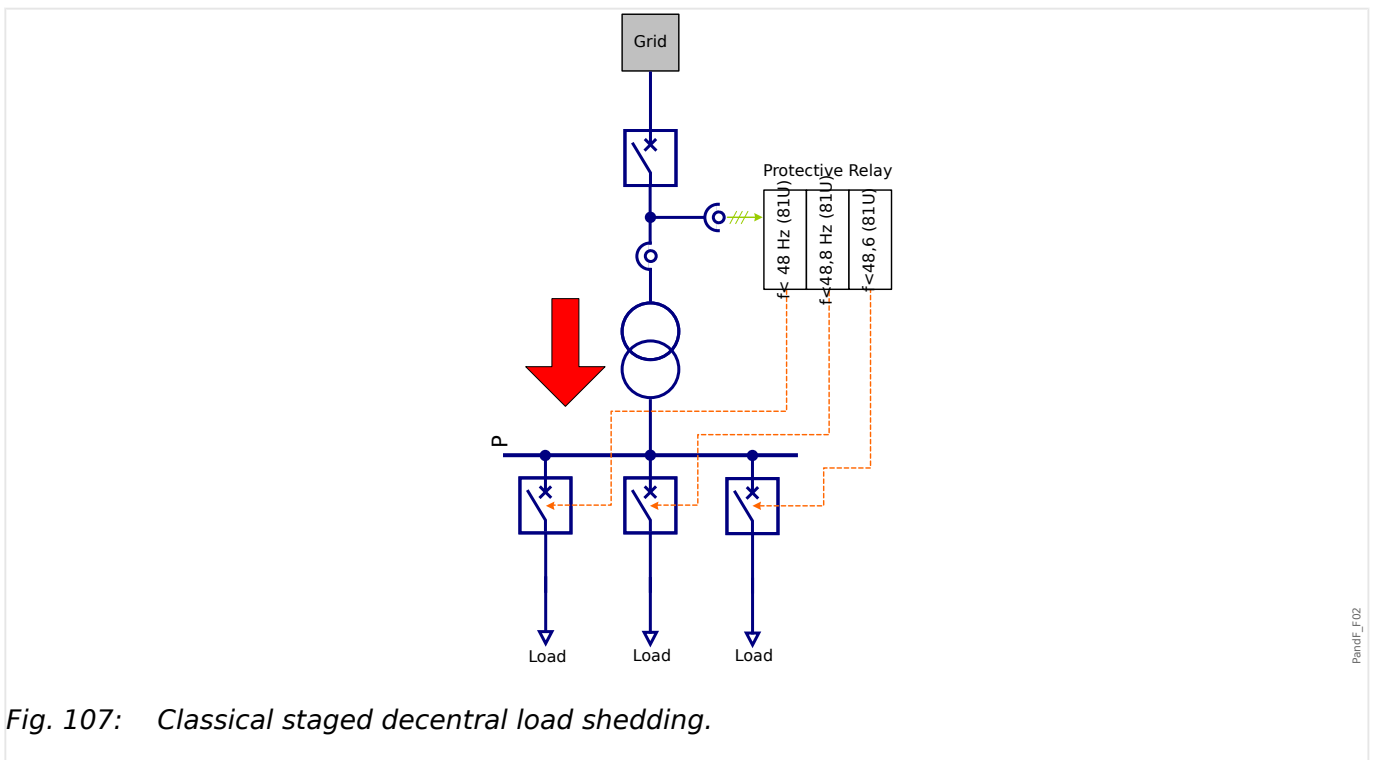 Grid
Protective Relay
f< 48 Hz (81U)
f<48,8 Hz (81U)
f<48,6 (81U)
P
Load
Load
Load
PandF_F02
Fig. 107: Classical staged decentral load shedding.